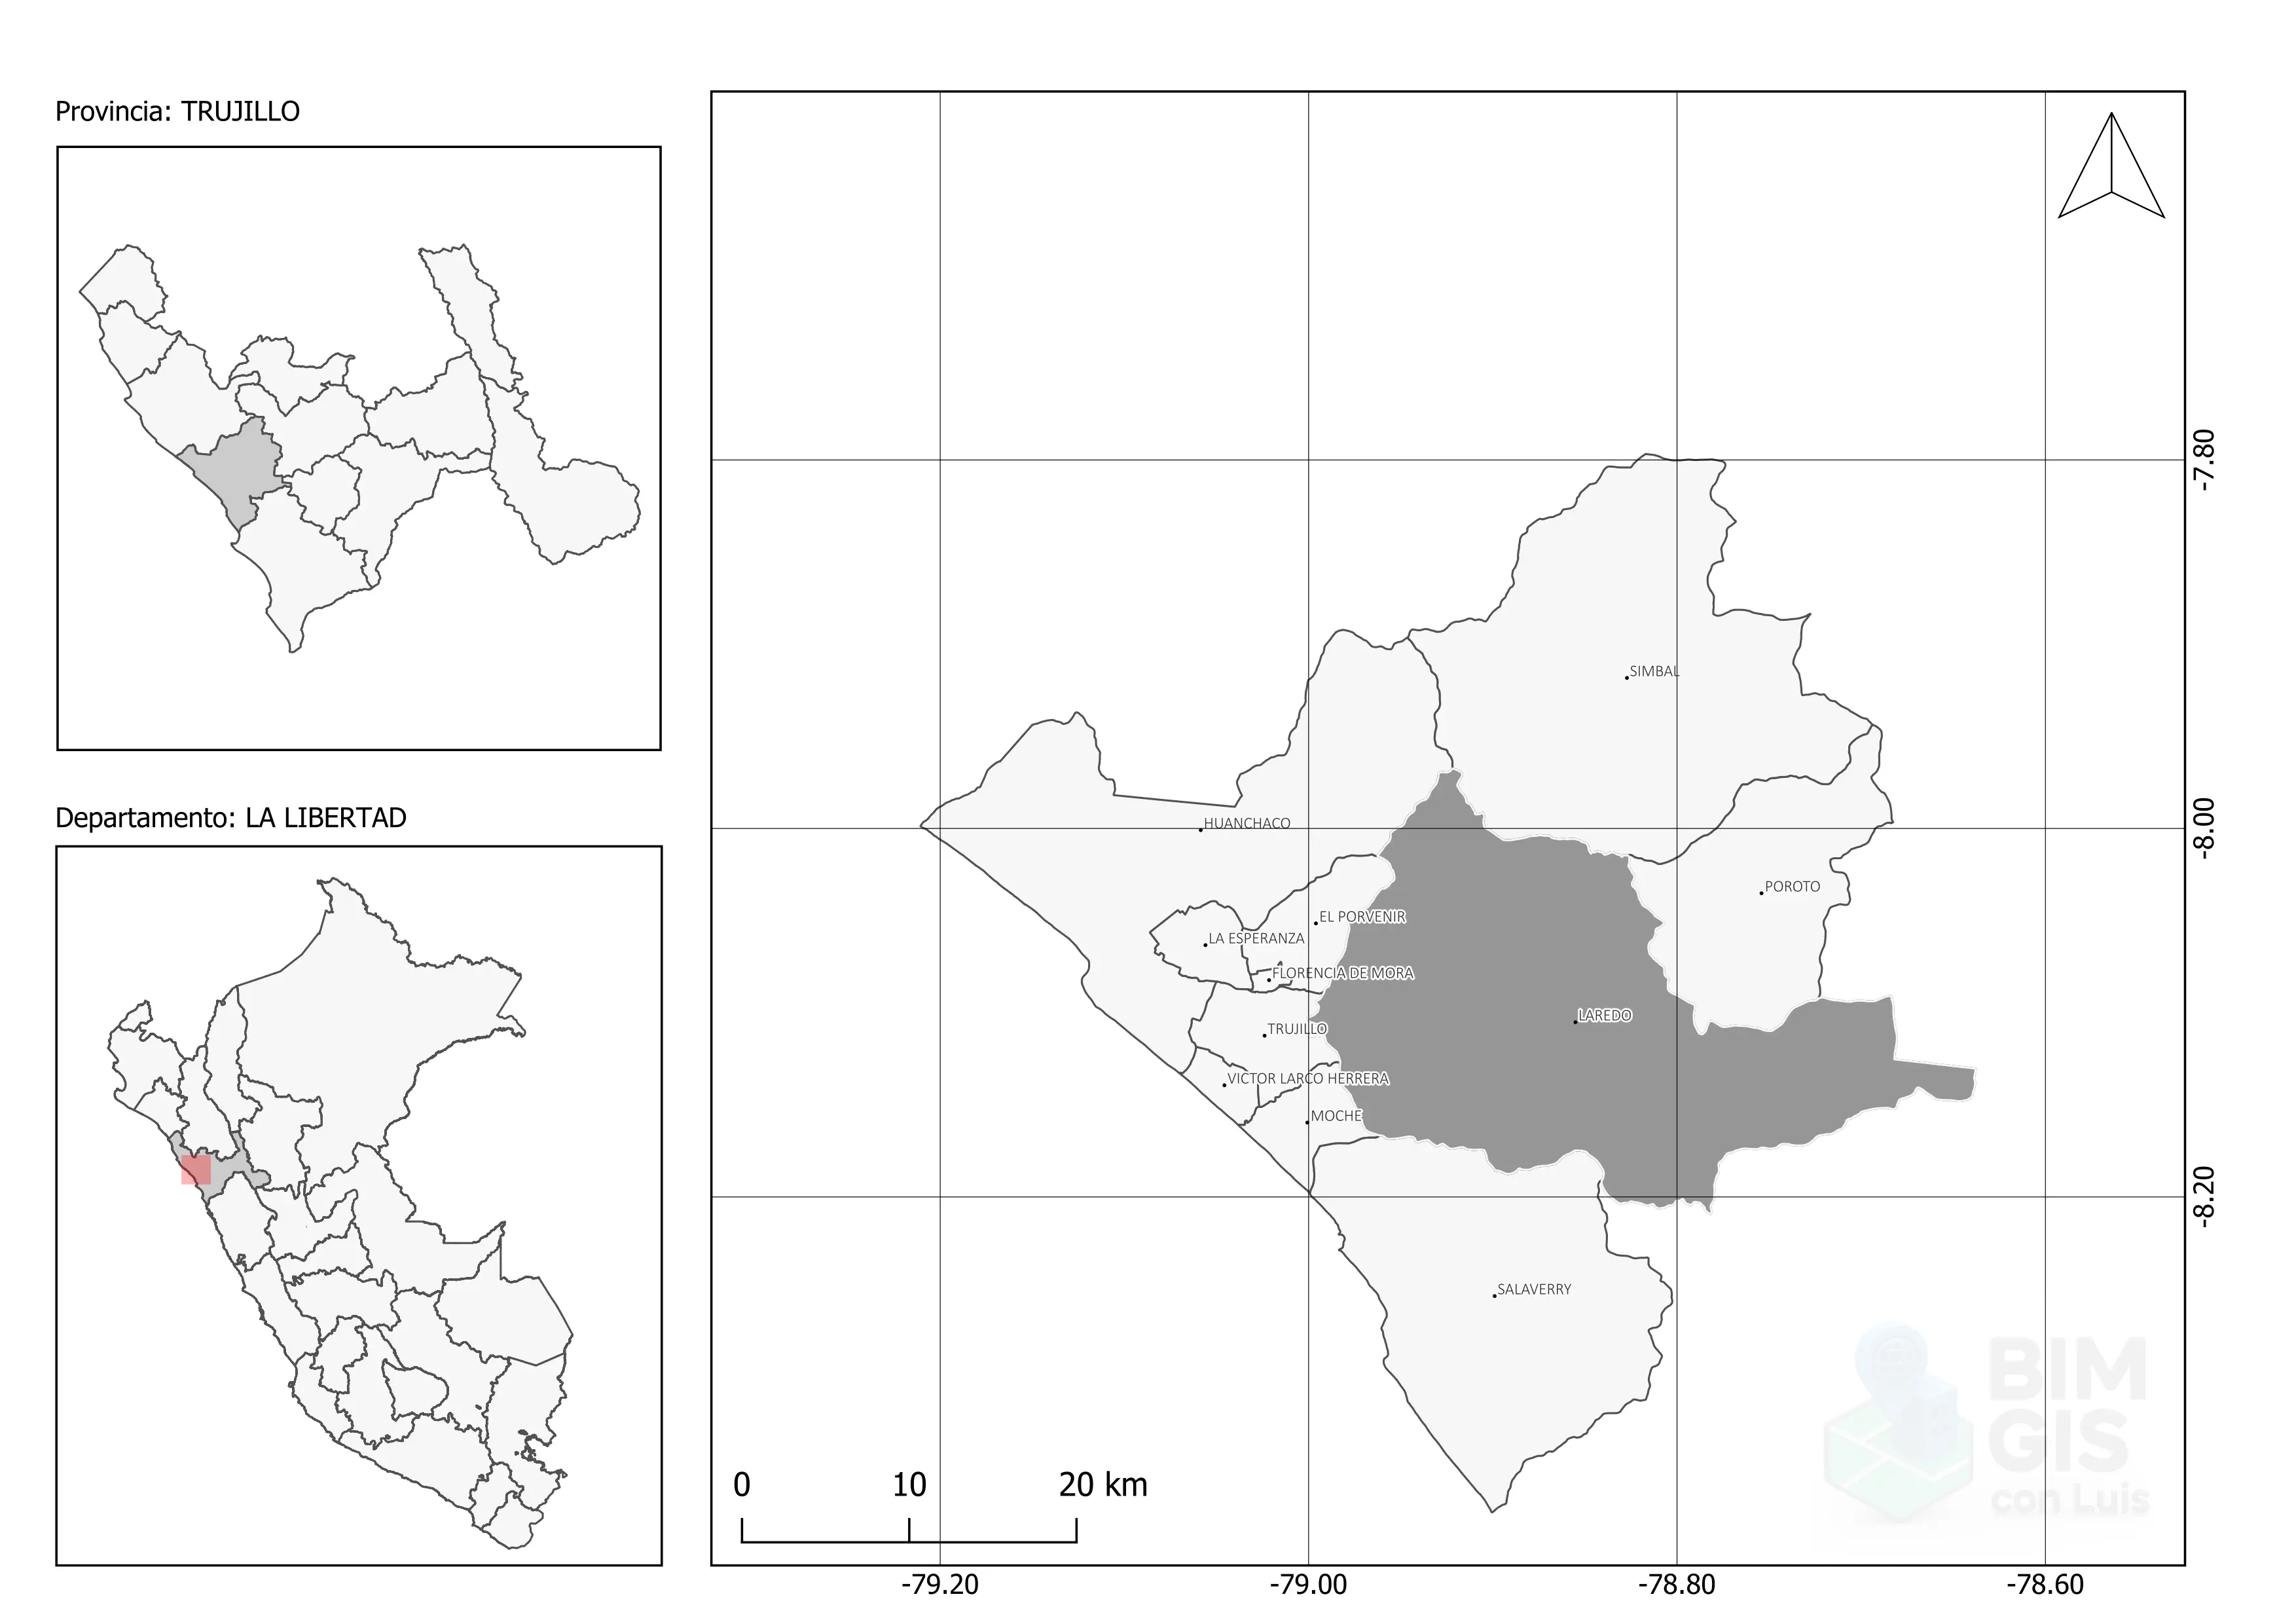 Provincia: TRUJILLO
Departamento: LA LIBERTAD
SIMBAL
HUANCHACO
POROTO
EL PORVENIR
LA ESPERANZA
FLORENCIA DE MORA
LAREDO
TRUJILLO
VICTOR LARCO HERRERA
MOCHE
SALAVERRY
-7.80
-8.00
-8.20
0 10 20 km
-79.20 -79.00 -78.80 -78.60
BIM
GIS
con Luis